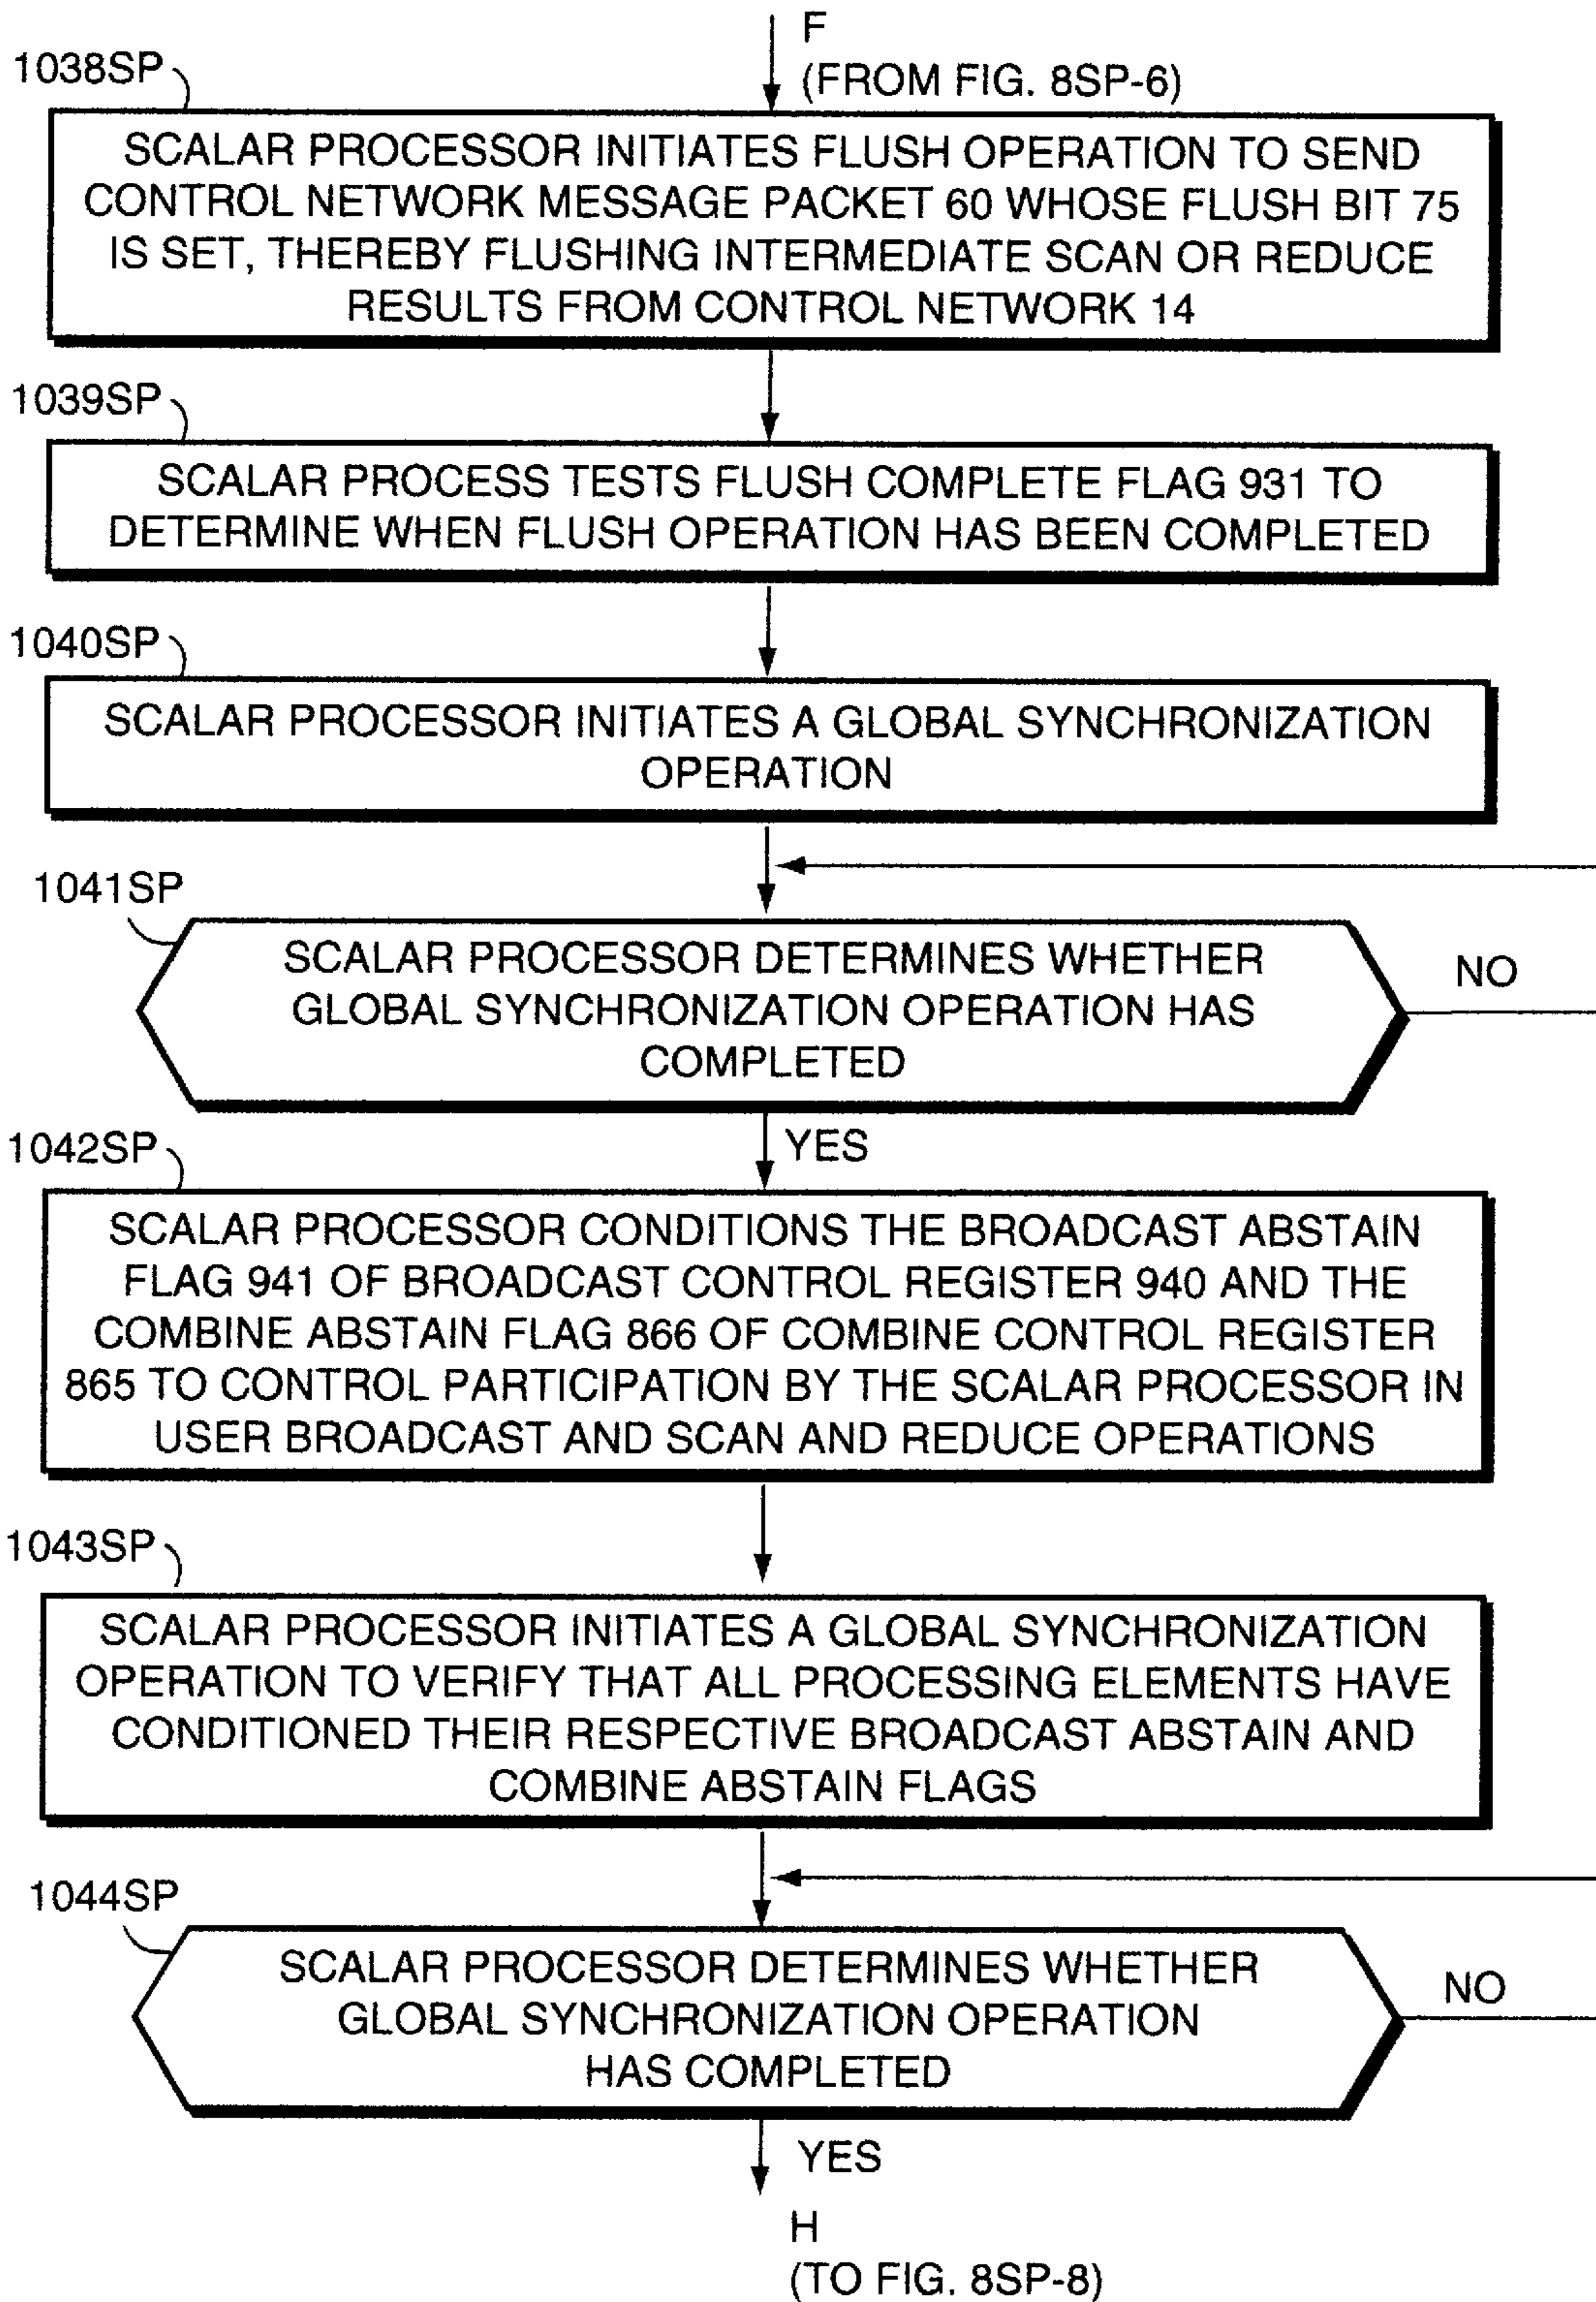 F
(FROM FIG. 8SP-6)
1038SP
SCALAR PROCESSOR INITIATES FLUSH OPERATION TO SEND
CONTROL NETWORK MESSAGE PACKET 60 WHOSE FLUSH BIT 75
IS SET, THEREBY FLUSHING INTERMEDIATE SCAN OR REDUCE
RESULTS FROM CONTROL NETWORK 14
1039SP
SCALAR PROCESS TESTS FLUSH COMPLETE FLAG 931 TO
DETERMINE WHEN FLUSH OPERATION HAS BEEN COMPLETED
1040SP
SCALAR PROCESSOR INITIATES A GLOBAL SYNCHRONIZATION
OPERATION
1041SP
SCALAR PROCESSOR DETERMINES WHETHER
GLOBAL SYNCHRONIZATION OPERATION HAS
COMPLETED
NO
YES
1042SP
SCALAR PROCESSOR CONDITIONS THE BROADCAST ABSTAIN
FLAG 941 OF BROADCAST CONTROL REGISTER 940 AND THE
COMBINE ABSTAIN FLAG 866 OF COMBINE CONTROL REGISTER
865 TO CONTROL PARTICIPATION BY THE SCALAR PROCESSOR IN
USER BROADCAST AND SCAN AND REDUCE OPERATIONS
1043SP
SCALAR PROCESSOR INITIATES A GLOBAL SYNCHRONIZATION
OPERATION TO VERIFY THAT ALL PROCESSING ELEMENTS HAVE
CONDITIONED THEIR RESPECTIVE BROADCAST ABSTAIN AND
COMBINE ABSTAIN FLAGS
1044SP
SCALAR PROCESSOR DETERMINES WHETHER
GLOBAL SYNCHRONIZATION OPERATION
HAS COMPLETED
NO
YES
H
(TO FIG. 8SP-8)